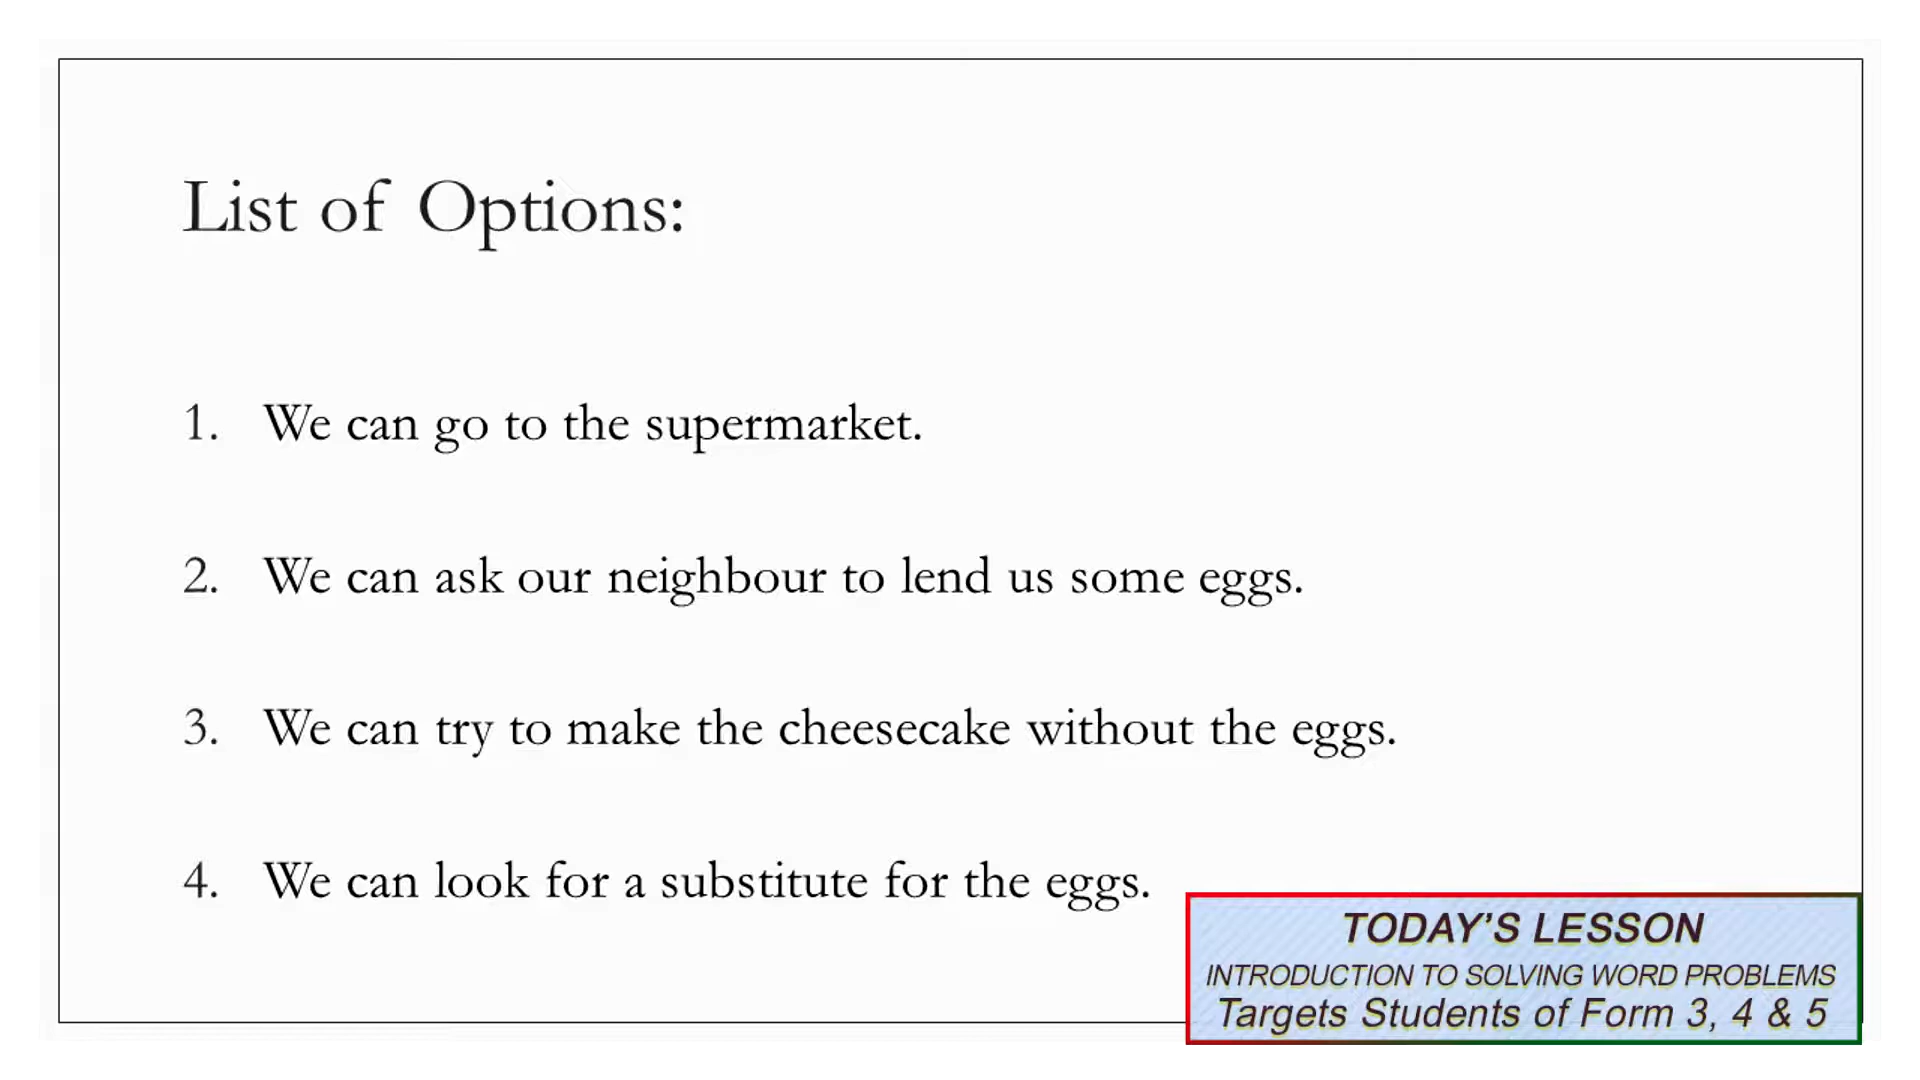 List of Options:
1. We can go to the supermarket.
2. We can ask our neighbour to lend us some eggs.
3. We can try to make the cheesecake without the eggs.
4. We can look for a substitute for the eggs.
TODAY'S LESSON
INTRODUCTION TO SOLVING WORD PROBLEMS
Targets Students of Form 3, 4 & 5